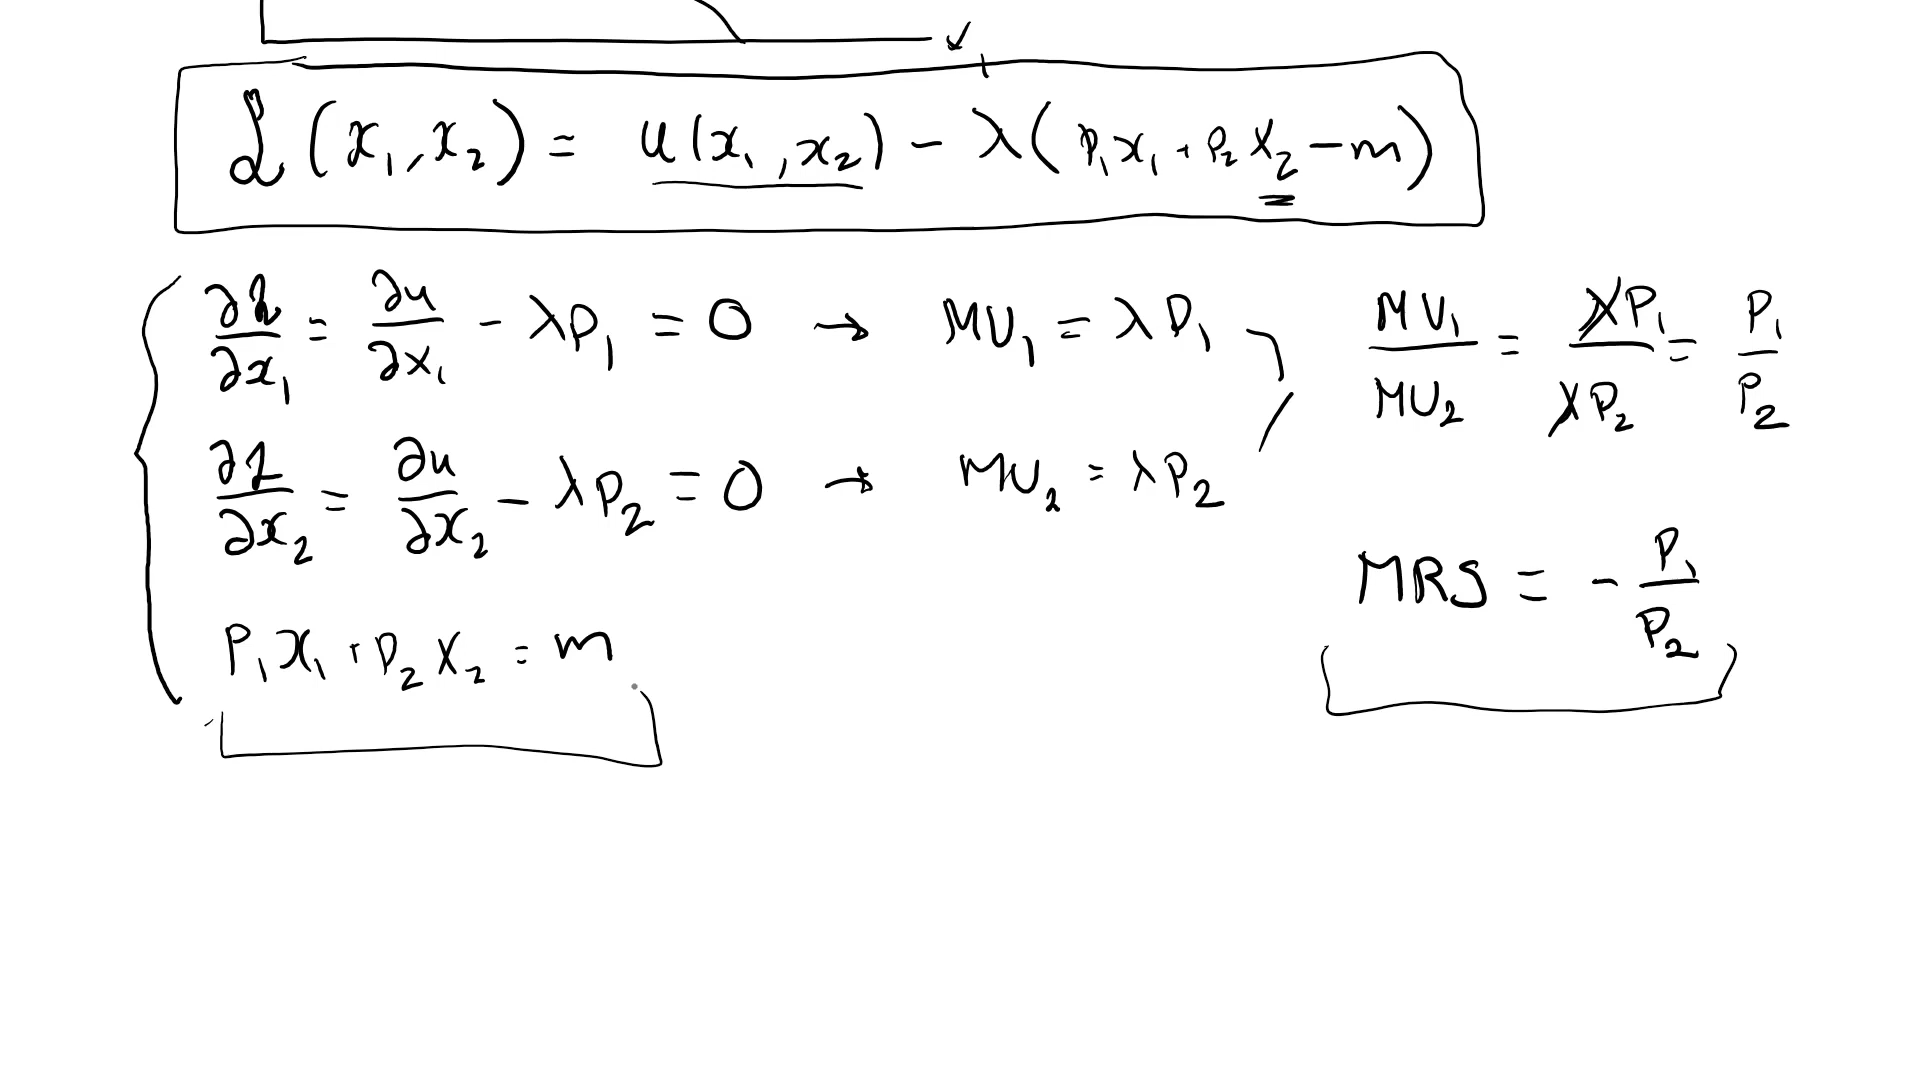 ℒ(x₁,x₂) = u(x₁,x₂) - λ(p₁x₁ + p₂x₂ - m)
∂ℒ/∂x₁ = ∂u/∂x₁ - λp₁ = 0 → MU₁ = λp₁
MU₁/MU₂ = λp₁/λp₂ = p₁/p₂
∂ℒ/∂x₂ = ∂u/∂x₂ - λp₂ = 0 → MU₂ = λp₂
MRS = - p₁/p₂
p₁x₁ + p₂x₂ = m